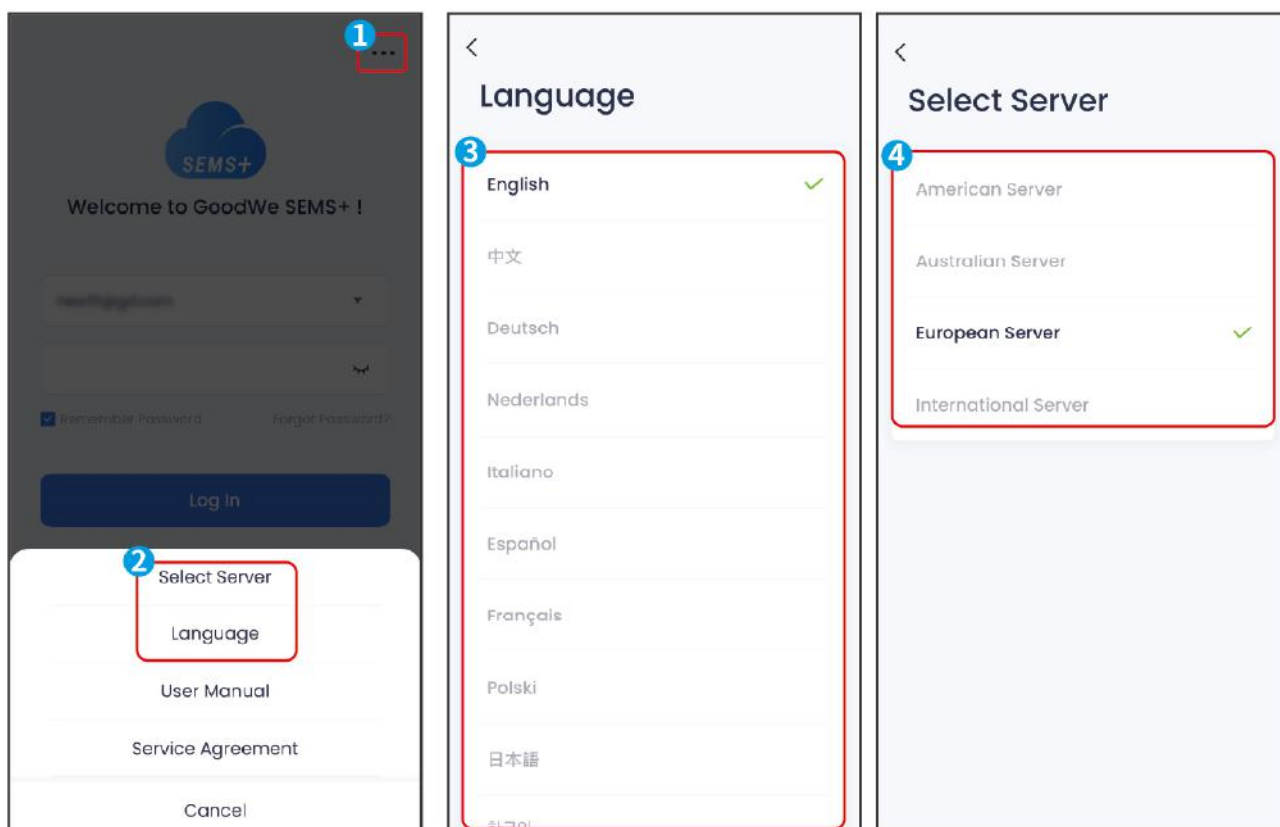 1
SEMS+
Welcome to GoodWe SEMS+ !
Remember Password
Forgot Password?
Log In
2
Select Server
Language
User Manual
Service Agreement
Cancel
Language
3
English
中文
Deutsch
Nederlands
Italiano
Español
Français
Polski
日本語
Select Server
4
American Server
Australian Server
European Server
International Server